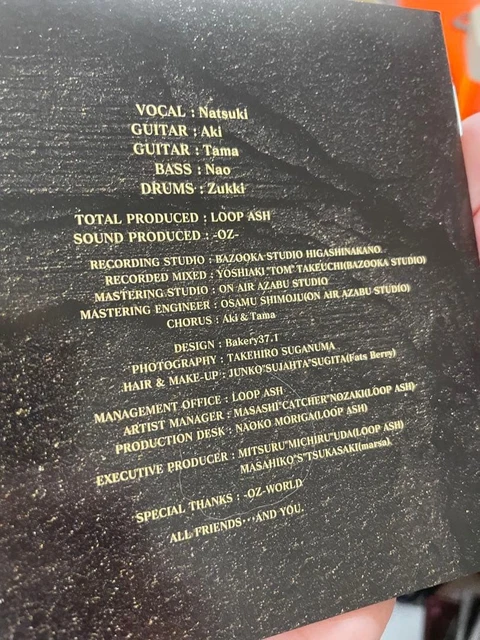 VOCAL : Natsuki
GUITAR : Aki
GUITAR : Tama
BASS : Nao
DRUMS : Zukki
TOTAL PRODUCED : LOOP ASH
SOUND PRODUCED : -OZ-
RECORDING STUDIO : BAZOOKA STUDIO HIGASHINAKANO.
RECORDED MIXED : YOSHIAKI"TOM"TAKEUCHI(BAZOOKA STUDIO)
MASTERING STUDIO : ON AIR AZABU STUDIO
MASTERING ENGINEER : OSAMU SHIMOJU(ON AIR AZABU STUDIO)
CHORUS : Aki & Tama
DESIGN : Bakery37.1
PHOTOGRAPHY : TAKEHIRO SUGANUMA
HAIR & MAKE-UP : JUNKO"SUJAHTA"SUGITA(Fats Berry)
MANAGEMENT OFFICE : LOOP ASH
ARTIST MANAGER : MASASHI"CATCHER"NOZAKI(LOOP ASH)
PRODUCTION DESK : NAOKO MORIGA(LOOP ASH)
EXECUTIVE PRODUCER : MITSURU"MICHIRU"UDA(LOOP ASH)
MASAHIKO"S"TSUKASAKI(marsa).
SPECIAL THANKS : -OZ-WORLD
ALL FRIENDS･･･AND YOU.